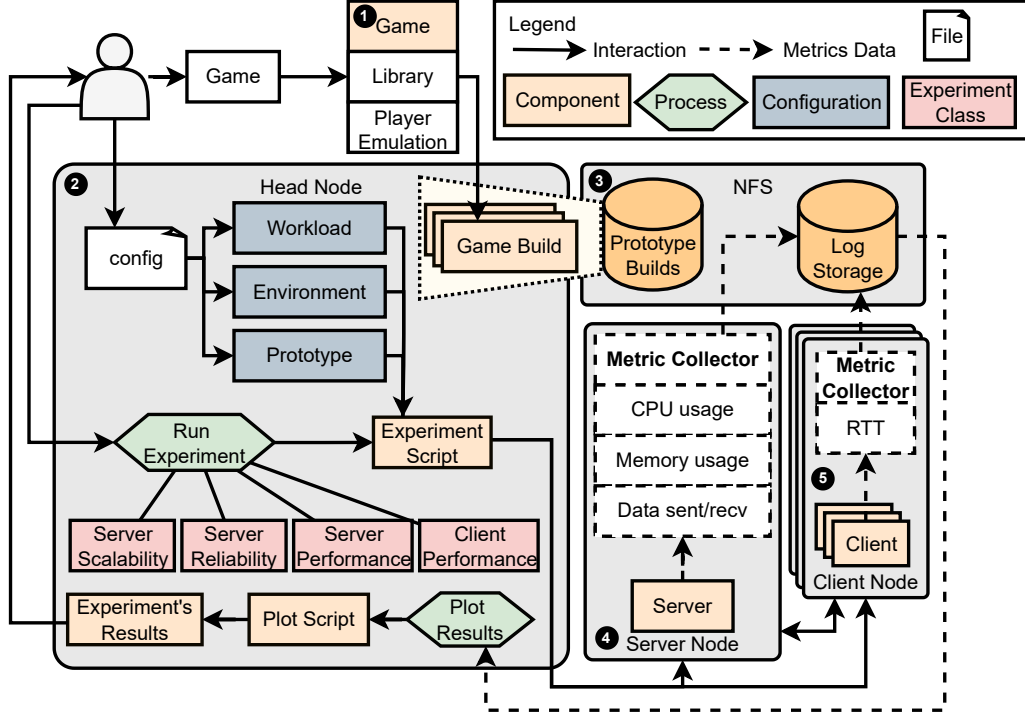 1
Game
Library
Player
Emulation
Game
Legend
Interaction
Metrics Data
File
Component
Process
Configuration
Experiment
Class
2
Head Node
config
Workload
Environment
Prototype
Game Build
3
NFS
Prototype
Builds
Log
Storage
Run
Experiment
Experiment
Script
Server
Scalability
Server
Reliability
Server
Performance
Client
Performance
Experiment's
Results
Plot Script
Plot
Results
Metric Collector
CPU usage
Memory usage
Data sent/recv
Server
4
Server Node
Metric
Collector
RTT
5
Client
Client Node